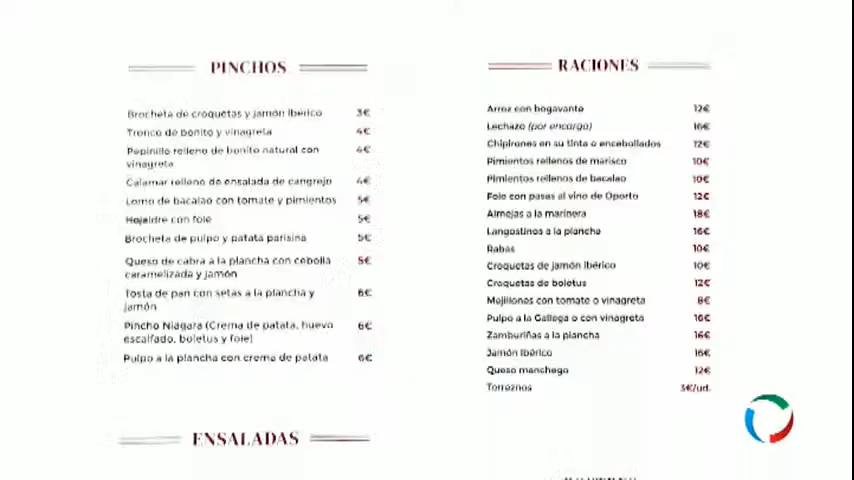 PINCHOS
Brocheta de croquetas y jamón ibérico 3€
Tronco de bonito y vinagreta 4€
Pepinillo relleno de bonito natural con 4€
vinagreta
Calamar relleno de ensalada de cangrejo 4€
Lomo de bacalao con tomate y pimientos 5€
Hojaldre con foie 5€
Brocheta de pulpo y patata parisina 5€
Queso de cabra a la plancha con cebolla 5€
caramelizada y jamón
Tosta de pan con setas a la plancha y 6€
jamón
Pincho Niágara (Crema de patata, huevo 6€
escalfado, boletus y foie)
Pulpo a la plancha con crema de patata 6€
ENSALADAS
RACIONES
Arroz con bogavante 12€
Lechazo (por encargo) 16€
Chipirones en su tinta o encebollados 12€
Pimientos rellenos de marisco 10€
Pimientos rellenos de bacalao 10€
Foie con pasas al vino de Oporto 12€
Almejas a la marinera 18€
Langostinos a la plancha 16€
Rabas 10€
Croquetas de jamón ibérico 10€
Croquetas de boletus 12€
Mejillones con tomate o vinagreta 8€
Pulpo a la Gallega o con vinagreta 16€
Zamburiñas a la plancha 16€
Jamón Ibérico 16€
Queso manchego 12€
Torreznos 3€/ud.